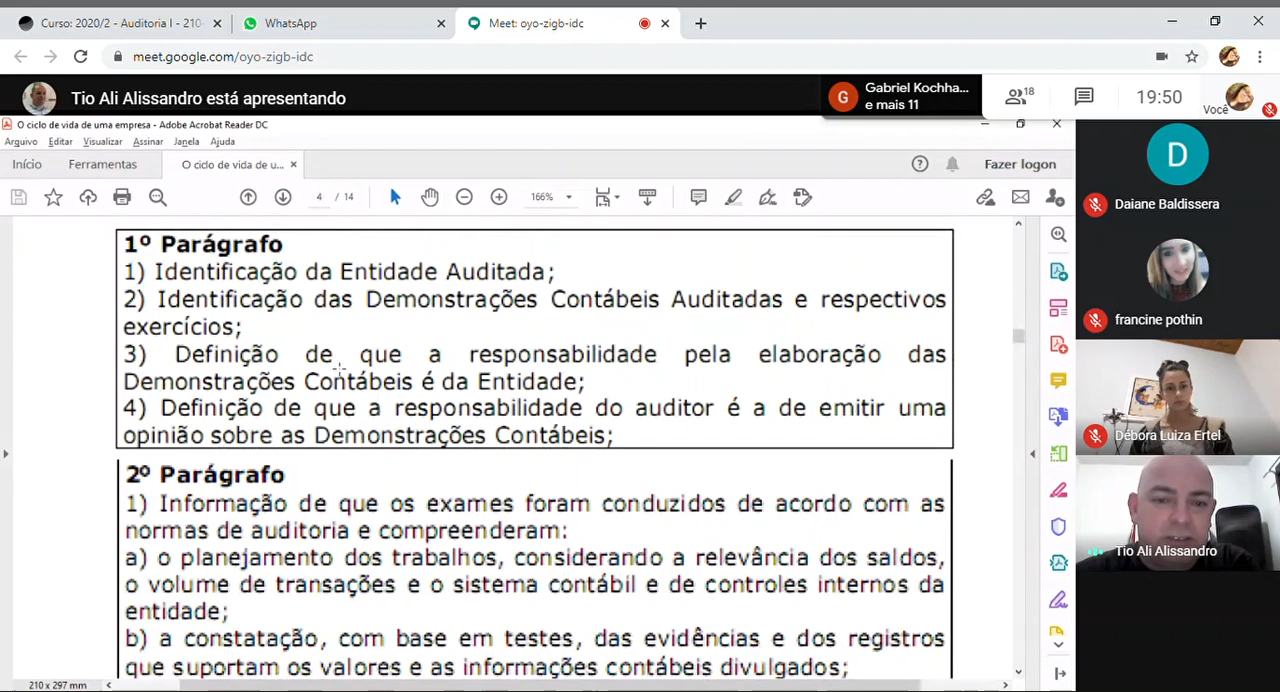 Curso: 2020/2 - Auditoria I - 210
WhatsApp
Meet: oyo-zigb-idc
meet.google.com/oyo-zigb-idc
Tio Ali Alissandro está apresentando
G
Gabriel Kochha...
e mais 11
18
19:50
Você
O ciclo de vida de uma empresa - Adobe Acrobat Reader DC
Arquivo Editar Visualizar Assinar Janela Ajuda
Início
Ferramentas
O ciclo de vida de u...
Fazer logon
4 / 14
166%
1º Parágrafo
1) Identificação da Entidade Auditada;
2) Identificação das Demonstrações Contábeis Auditadas e respectivos
exercícios;
3) Definição de que a responsabilidade pela elaboração das
Demonstrações Contábeis é da Entidade;
4) Definição de que a responsabilidade do auditor é a de emitir uma
opinião sobre as Demonstrações Contábeis;
2º Parágrafo
1) Informação de que os exames foram conduzidos de acordo com as
normas de auditoria e compreenderam:
a) o planejamento dos trabalhos, considerando a relevância dos saldos,
o volume de transações e o sistema contábil e de controles internos da
entidade;
b) a constatação, com base em testes, das evidências e dos registros
que suportam os valores e as informações contábeis divulgados;
210 x 297 mm
D
Daiane Baldissera
francine pothin
Débora Luiza Ertel
Tio Ali Alissandro